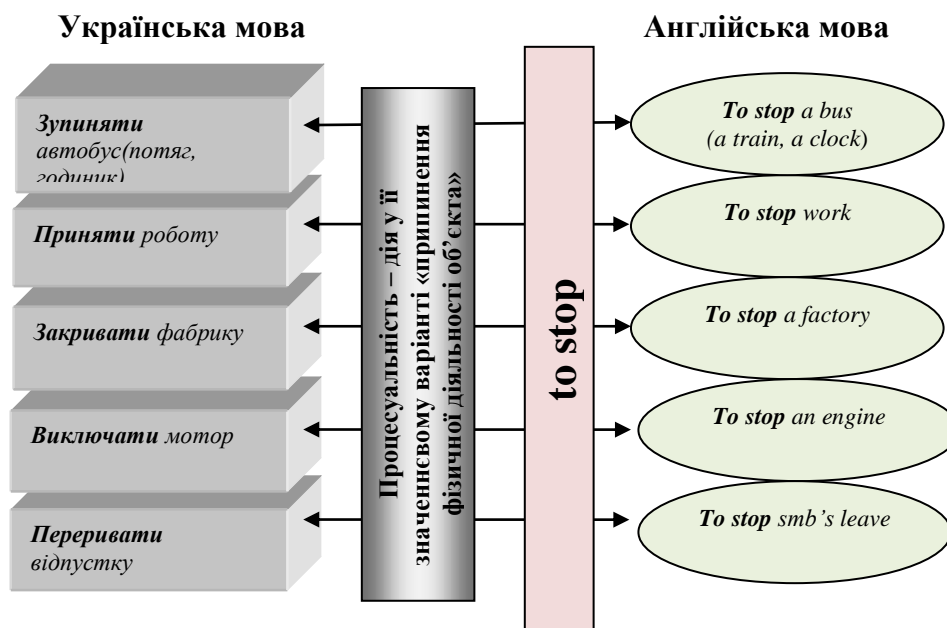 Українська мова
Англійська мова
Зупиняти
автобус(потяг,
годиник)
Приняти роботу
Закривати фабрику
Виключати мотор
Переривати
відпустку
Процесуальність – дія у її
значеннєвому варіанті «припинення
фізичної діяльності об’єкта»
to stop
To stop a bus
(a train, a clock)
To stop work
To stop a factory
To stop an engine
To stop smb’s leave